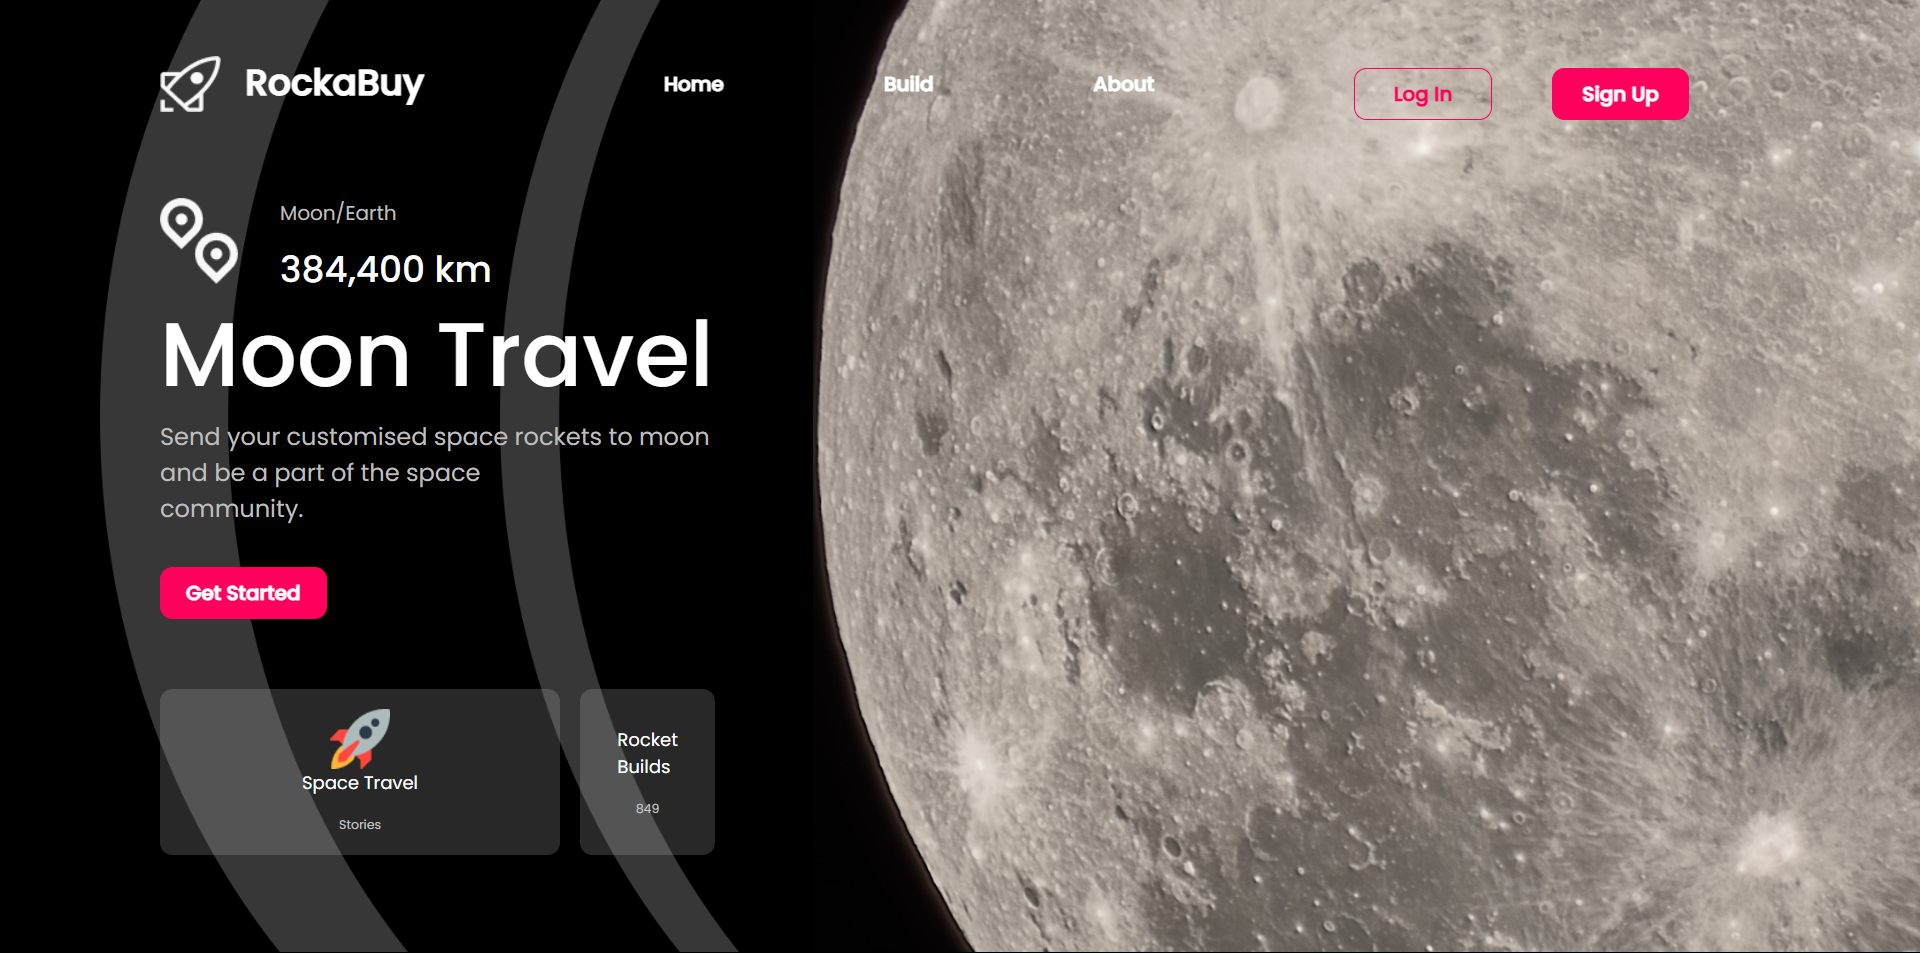 RockaBuy
Home
Build
About
Log In
Sign Up
Moon/Earth
384,400 km
Moon Travel
Send your customised space rockets to moon
and be a part of the space
community.
Get Started
Space Travel
Stories
Rocket
Builds
849